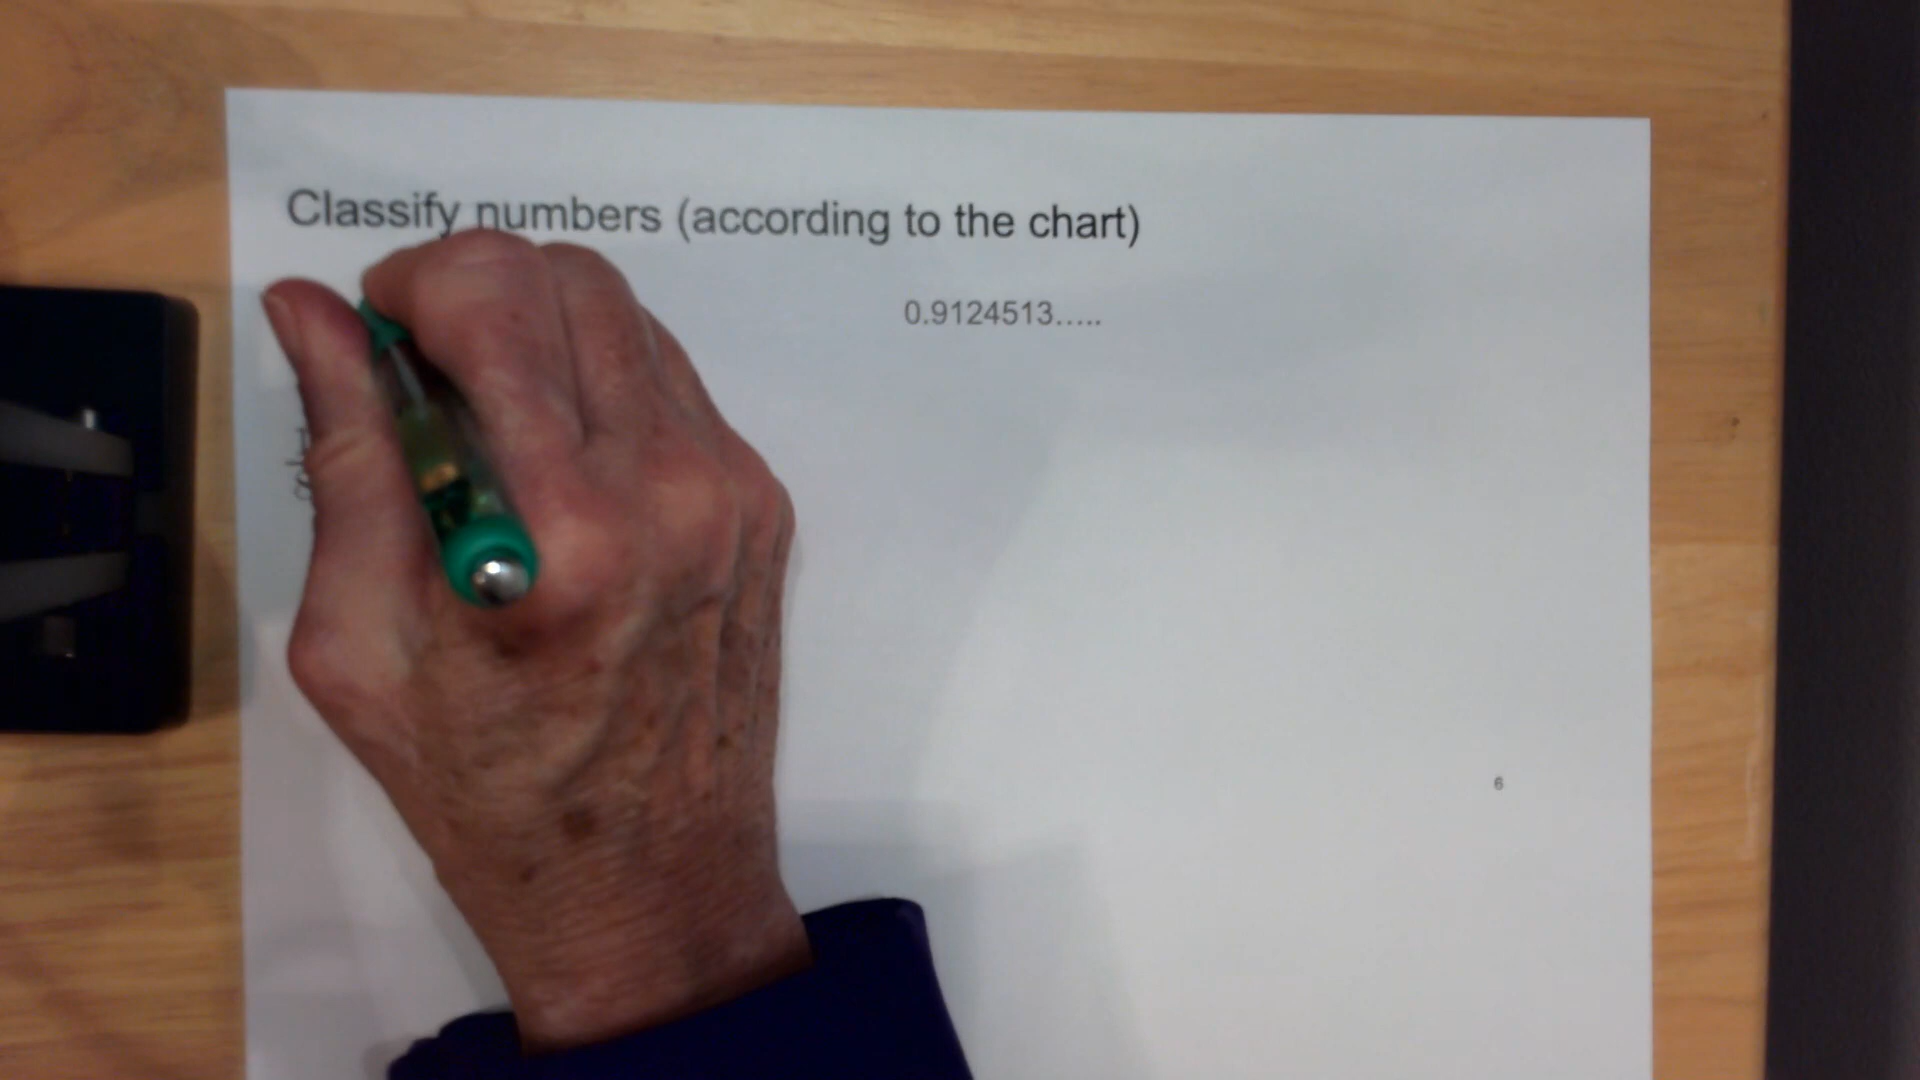 Classify numbers (according to the chart)
0.9124513.....
6